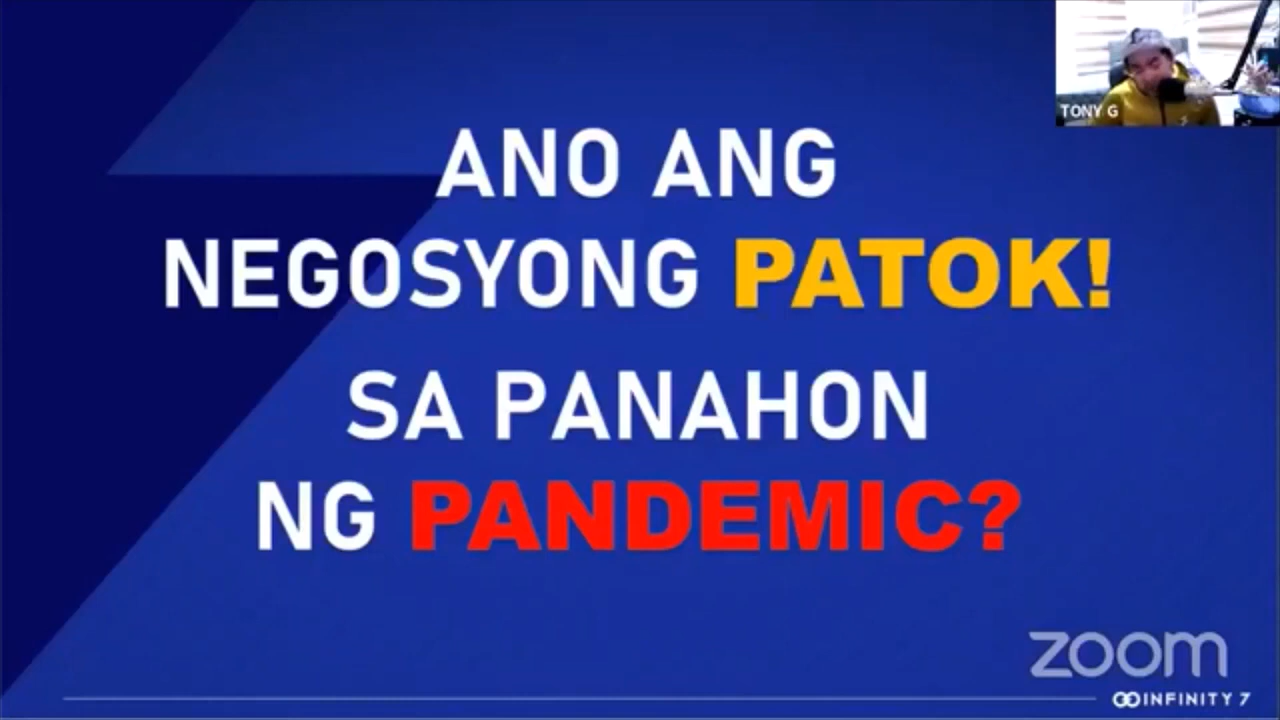 TONY G
ANO ANG
NEGOSYONG PATOK!
SA PANAHON
NG PANDEMIC?
zoom
INFINITY 7